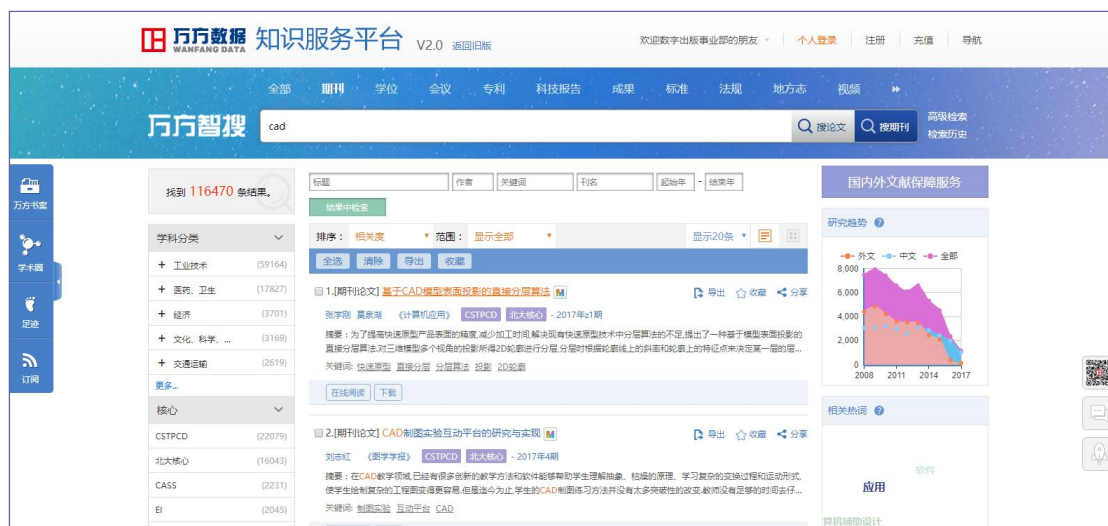 万方数据 WANFANG DATA 知识服务平台 V2.0 返回旧版 欢迎数字出版事业部的朋友 个人登录 注册 充值 导航
全部 期刊 学位 会议 专利 科技报告 成果 标准 法规 地方志 视频
万方智搜 cad 搜论文 搜期刊 高级检索
检索历史
万方书案
学术圈
足迹
订阅
找到 116470 条结果。
学科分类
+ 工业技术 (59164)
+ 医药、卫生 (17827)
+ 经济 (3701)
+ 文化、科学、... (3169)
+ 交通运输 (2619)
更多...
核心
CSTPCD (22079)
北大核心 (16043)
CASS (2231)
EI (2045)
标题 作者 关键词 刊名 起始年 - 结束年
结果中检索
排序： 相关度 范围： 显示全部 显示20条
全选 清除 导出 收藏
1.[期刊论文] 基于CAD模型表面投影的直接分层算法 M 导出 收藏 分享
张学刚 莫景湖 《计算机应用》 CSTPCD 北大核心 - 2017年z1期
摘要：为了提高快速原型产品表面的精度,减少加工时间,解决现有快速原型技术中分层算法的不足,提出了一种基于模型表面投影的
直接分层算法.对三维模型多个视角的投影所得2D轮廓进行分层,分层时根据轮廓线上的斜率和轮廓上的特征点来决定某一层的层...
关键词: 快速原型 直接分层 分层算法 投影 2D轮廓
在线阅读 下载
2.[期刊论文] CAD制图实验互动平台的研究与实现 M 导出 收藏 分享
刘志红 《图学学报》 CSTPCD 北大核心 - 2017年4期
摘要：在CAD教学领域,已经有很多创新的教学方法和软件能够帮助学生理解抽象、枯燥的原理、学习复杂的变换过程和运动形式,
使学生绘制复杂的工程图变得更容易.但是迄今为止,学生的CAD制图练习方法并没有太多突破性的改变.教师没有足够的时间去仔...
关键词: 制图实验 互动平台 CAD
国内外文献保障服务
研究趋势
外文 中文 全部
8,000
6,000
4,000
2,000
0
2008 2011 2014 2017
相关热词
软件
应用
算机辅助设计